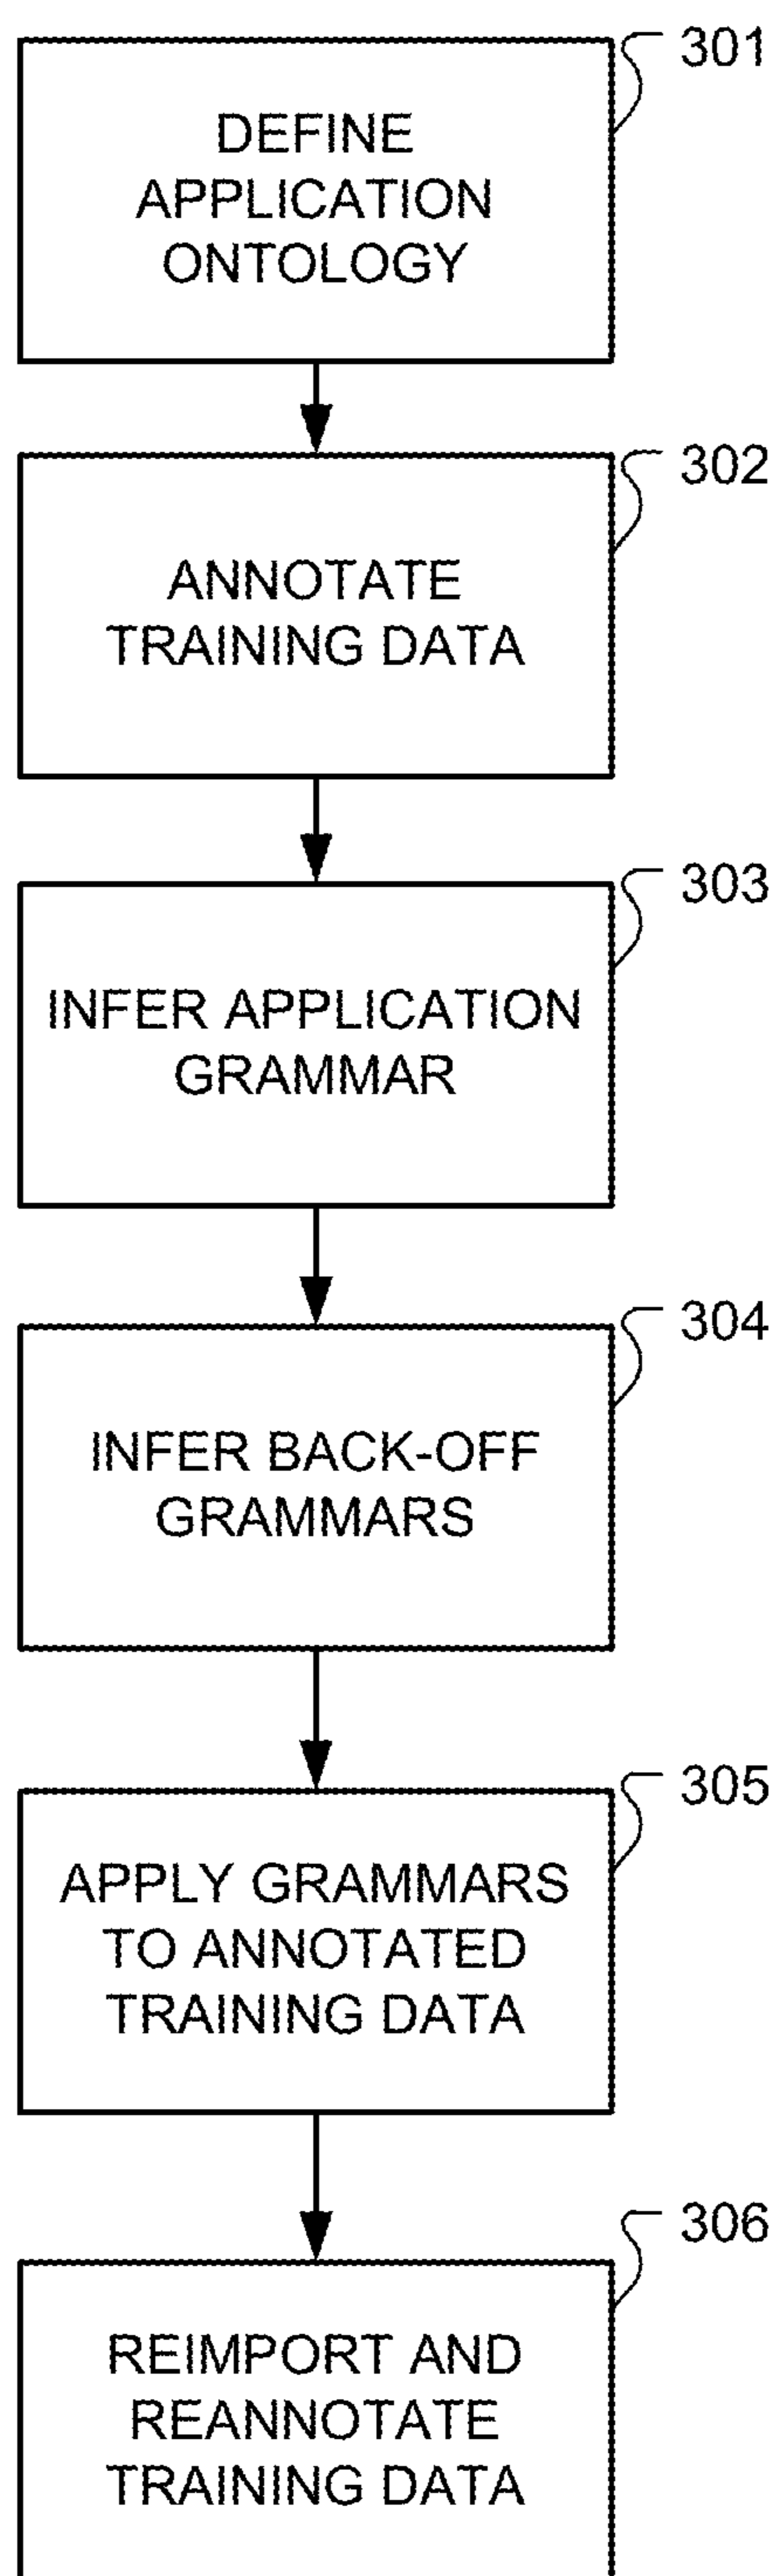 301
DEFINE
APPLICATION
ONTOLOGY
302
ANNOTATE
TRAINING DATA
303
INFER APPLICATION
GRAMMAR
304
INFER BACK-OFF
GRAMMARS
305
APPLY GRAMMARS
TO ANNOTATED
TRAINING DATA
306
REIMPORT AND
REANNOTATE
TRAINING DATA